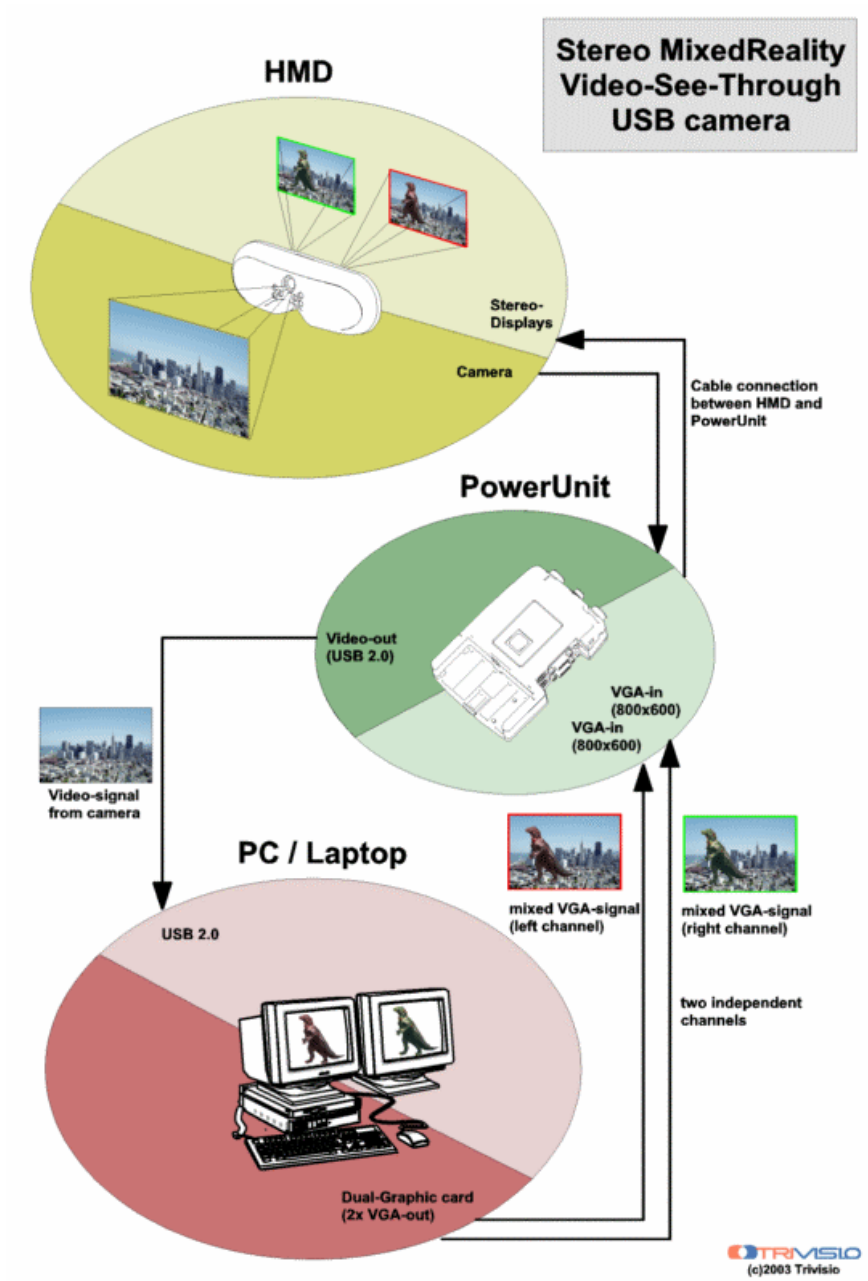 Stereo MixedReality
Video-See-Through
USB camera
HMD
Stereo-
Displays
Camera
Cable connection
between HMD and
PowerUnit
PowerUnit
Video-out
(USB 2.0)
VGA-in
(800x600)
VGA-in
(800x600)
Video-signal
from camera
PC / Laptop
mixed VGA-signal
(left channel)
mixed VGA-signal
(right channel)
USB 2.0
two independent
channels
Dual-Graphic card
(2x VGA-out)
TRIVISIO
(c)2003 Trivisio